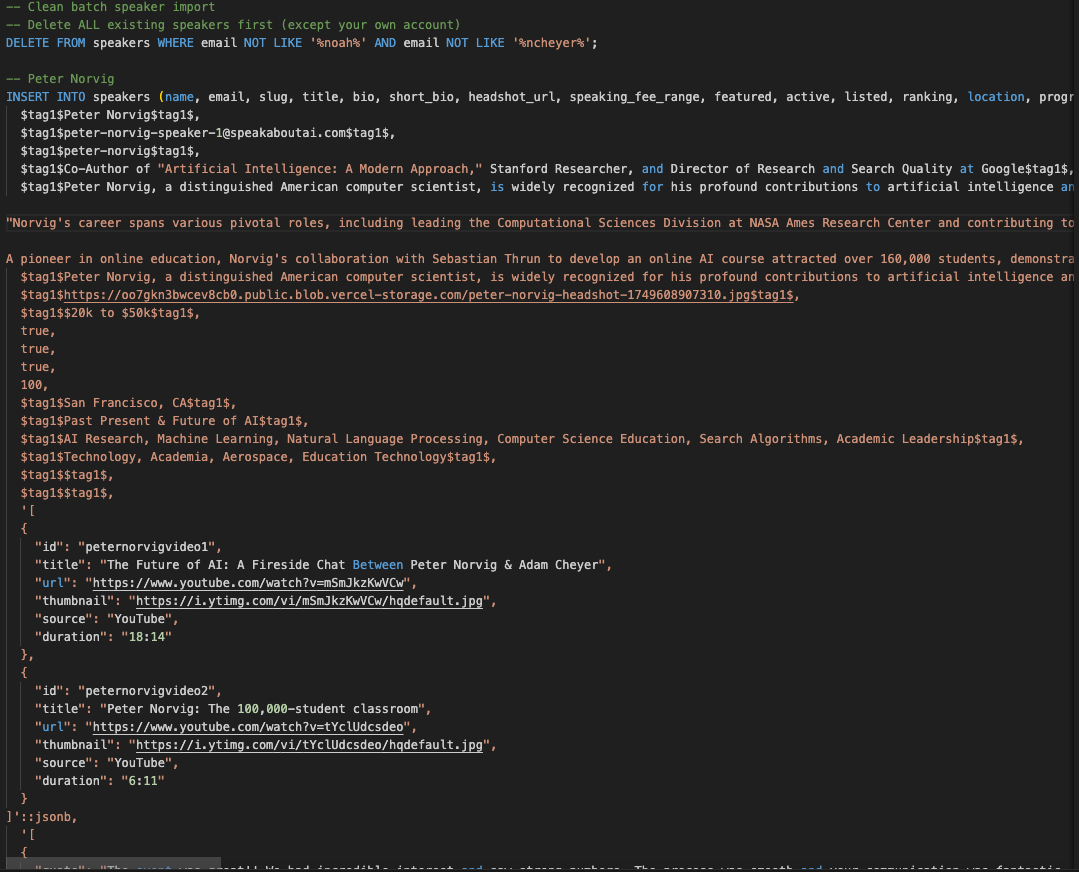 -- Clean batch speaker import
-- Delete ALL existing speakers first (except your own account)
DELETE FROM speakers WHERE email NOT LIKE '%noah%' AND email NOT LIKE '%ncheyer%';
-- Peter Norvig
INSERT INTO speakers (name, email, slug, title, bio, short_bio, headshot_url, speaking_fee_range, featured, active, listed, ranking, location, progr
$tag1$Peter Norvig$tag1$,
$tag1$peter-norvig-speaker-1@speakaboutai.com$tag1$,
$tag1$peter-norvig$tag1$,
$tag1$Co-Author of "Artificial Intelligence: A Modern Approach," Stanford Researcher, and Director of Research and Search Quality at Google$tag1$,
$tag1$Peter Norvig, a distinguished American computer scientist, is widely recognized for his profound contributions to artificial intelligence an
"Norvig's career spans various pivotal roles, including leading the Computational Sciences Division at NASA Ames Research Center and contributing to
A pioneer in online education, Norvig's collaboration with Sebastian Thrun to develop an online AI course attracted over 160,000 students, demonstra
$tag1$Peter Norvig, a distinguished American computer scientist, is widely recognized for his profound contributions to artificial intelligence an
$tag1$https://oo7gkn3bwcev8cb0.public.blob.vercel-storage.com/peter-norvig-headshot-1749608907310.jpg$tag1$,
$tag1$$20k to $50k$tag1$,
true,
true,
true,
100,
$tag1$San Francisco, CA$tag1$,
$tag1$Past Present & Future of AI$tag1$,
$tag1$AI Research, Machine Learning, Natural Language Processing, Computer Science Education, Search Algorithms, Academic Leadership$tag1$,
$tag1$Technology, Academia, Aerospace, Education Technology$tag1$,
$tag1$$tag1$,
$tag1$$tag1$,
'[
{
"id": "peternorvigvideo1",
"title": "The Future of AI: A Fireside Chat Between Peter Norvig & Adam Cheyer",
"url": "https://www.youtube.com/watch?v=mSmJkzKwVCw",
"thumbnail": "https://i.ytimg.com/vi/mSmJkzKwVCw/hqdefault.jpg",
"source": "YouTube",
"duration": "18:14"
},
{
"id": "peternorvigvideo2",
"title": "Peter Norvig: The 100,000-student classroom",
"url": "https://www.youtube.com/watch?v=tYclUdcsdeo",
"thumbnail": "https://i.ytimg.com/vi/tYclUdcsdeo/hqdefault.jpg",
"source": "YouTube",
"duration": "6:11"
}
]'::jsonb,
'[
{